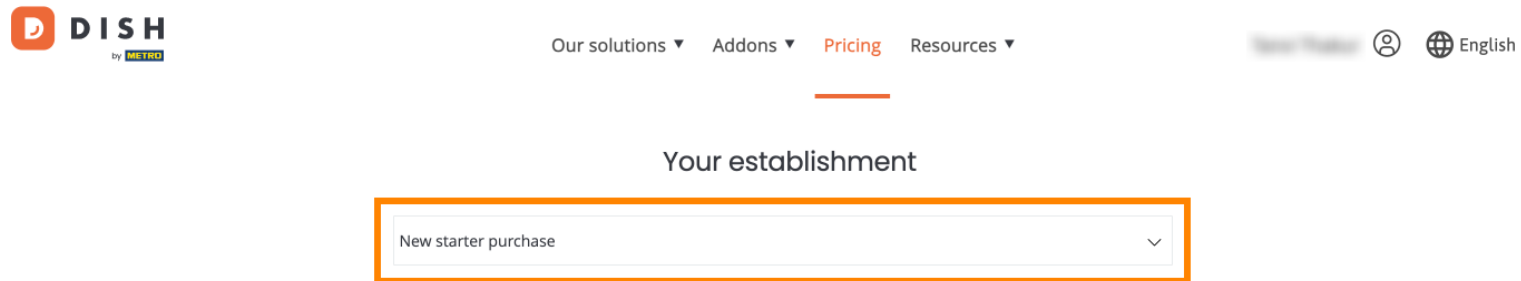 DISH
by METRO
Our solutions ▼ Addons ▼ Pricing Resources ▼ English
Your establishment
New starter purchase